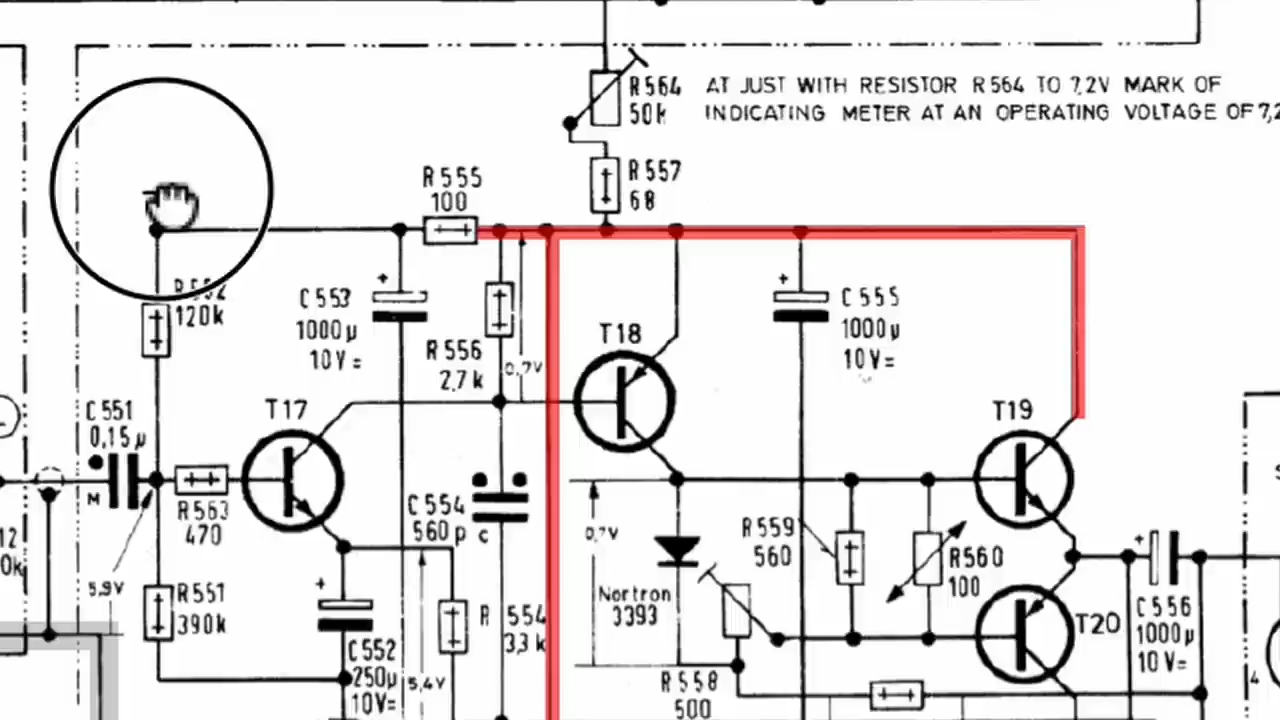 R564
50k
AT JUST WITH RESISTOR R564 TO 7,2V MARK OF
INDICATING METER AT AN OPERATING VOLTAGE OF 7,2
R557
68
R555
100
120k
C553
1000µ
10V=
R556
2,7k
0,7V
T18
C555
1000µ
10V=
C551
0,15µ
M
T17
T19
R563
470
C554
560p c
R559
560
0,7V
R560
100
5,9V
R551
390k
Nortron
3393
R 554
3,3k
T20
C556
1000µ
10V=
C552
250µ
10V=
5,4V
R558
500
4